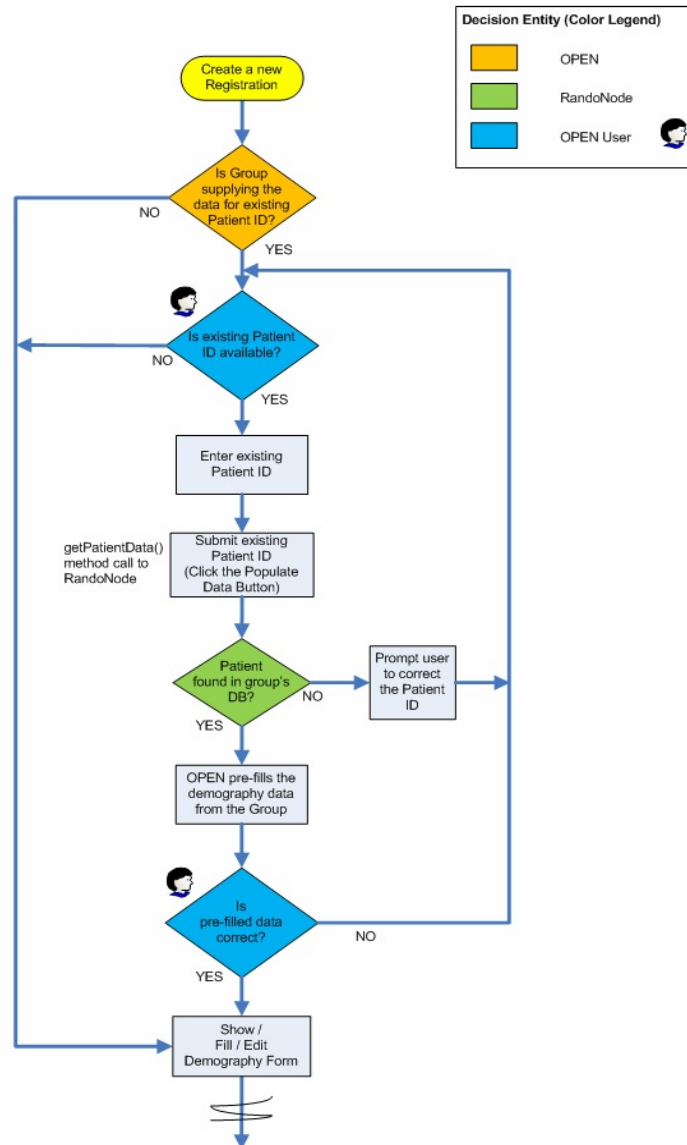 Decision Entity (Color Legend)
OPEN
RandoNode
OPEN User
Create a new
Registration
Is Group
supplying the
data for existing
Patient ID?
NO
YES
Is existing Patient
ID available?
NO
YES
Enter existing
Patient ID
getPatientData()
method call to
RandoNode
Submit existing
Patient ID
(Click the Populate
Data Button)
Patient
found in group's
DB?
NO
YES
Prompt user
to correct
the Patient
ID
OPEN pre-fills the
demography data
from the Group
Is
pre-filled data
correct?
NO
YES
Show /
Fill / Edit
Demography Form